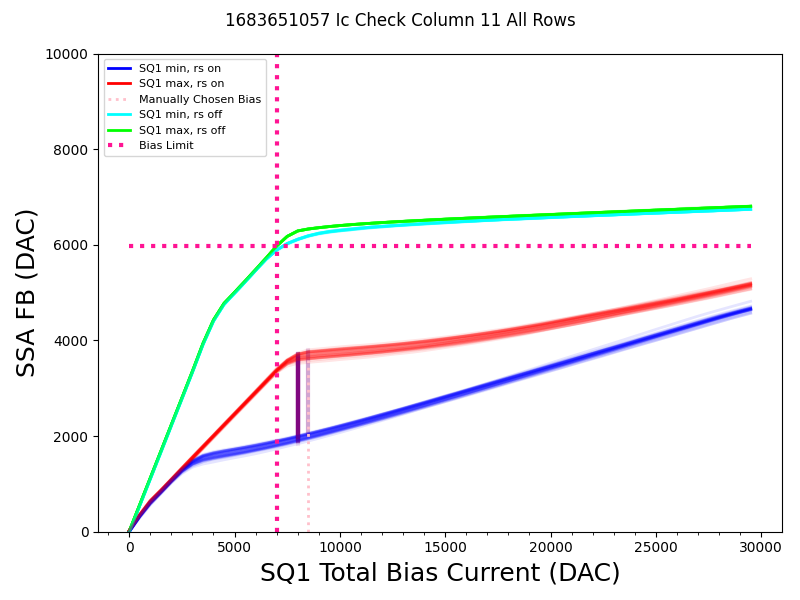 1683651057 Ic Check Column 11 All Rows
SQ1 min, rs on
SQ1 max, rs on
Manually Chosen Bias
SQ1 min, rs off
SQ1 max, rs off
Bias Limit
10000
8000
6000
4000
2000
0
SSA FB (DAC)
0 5000 10000 15000 20000 25000 30000
SQ1 Total Bias Current (DAC)